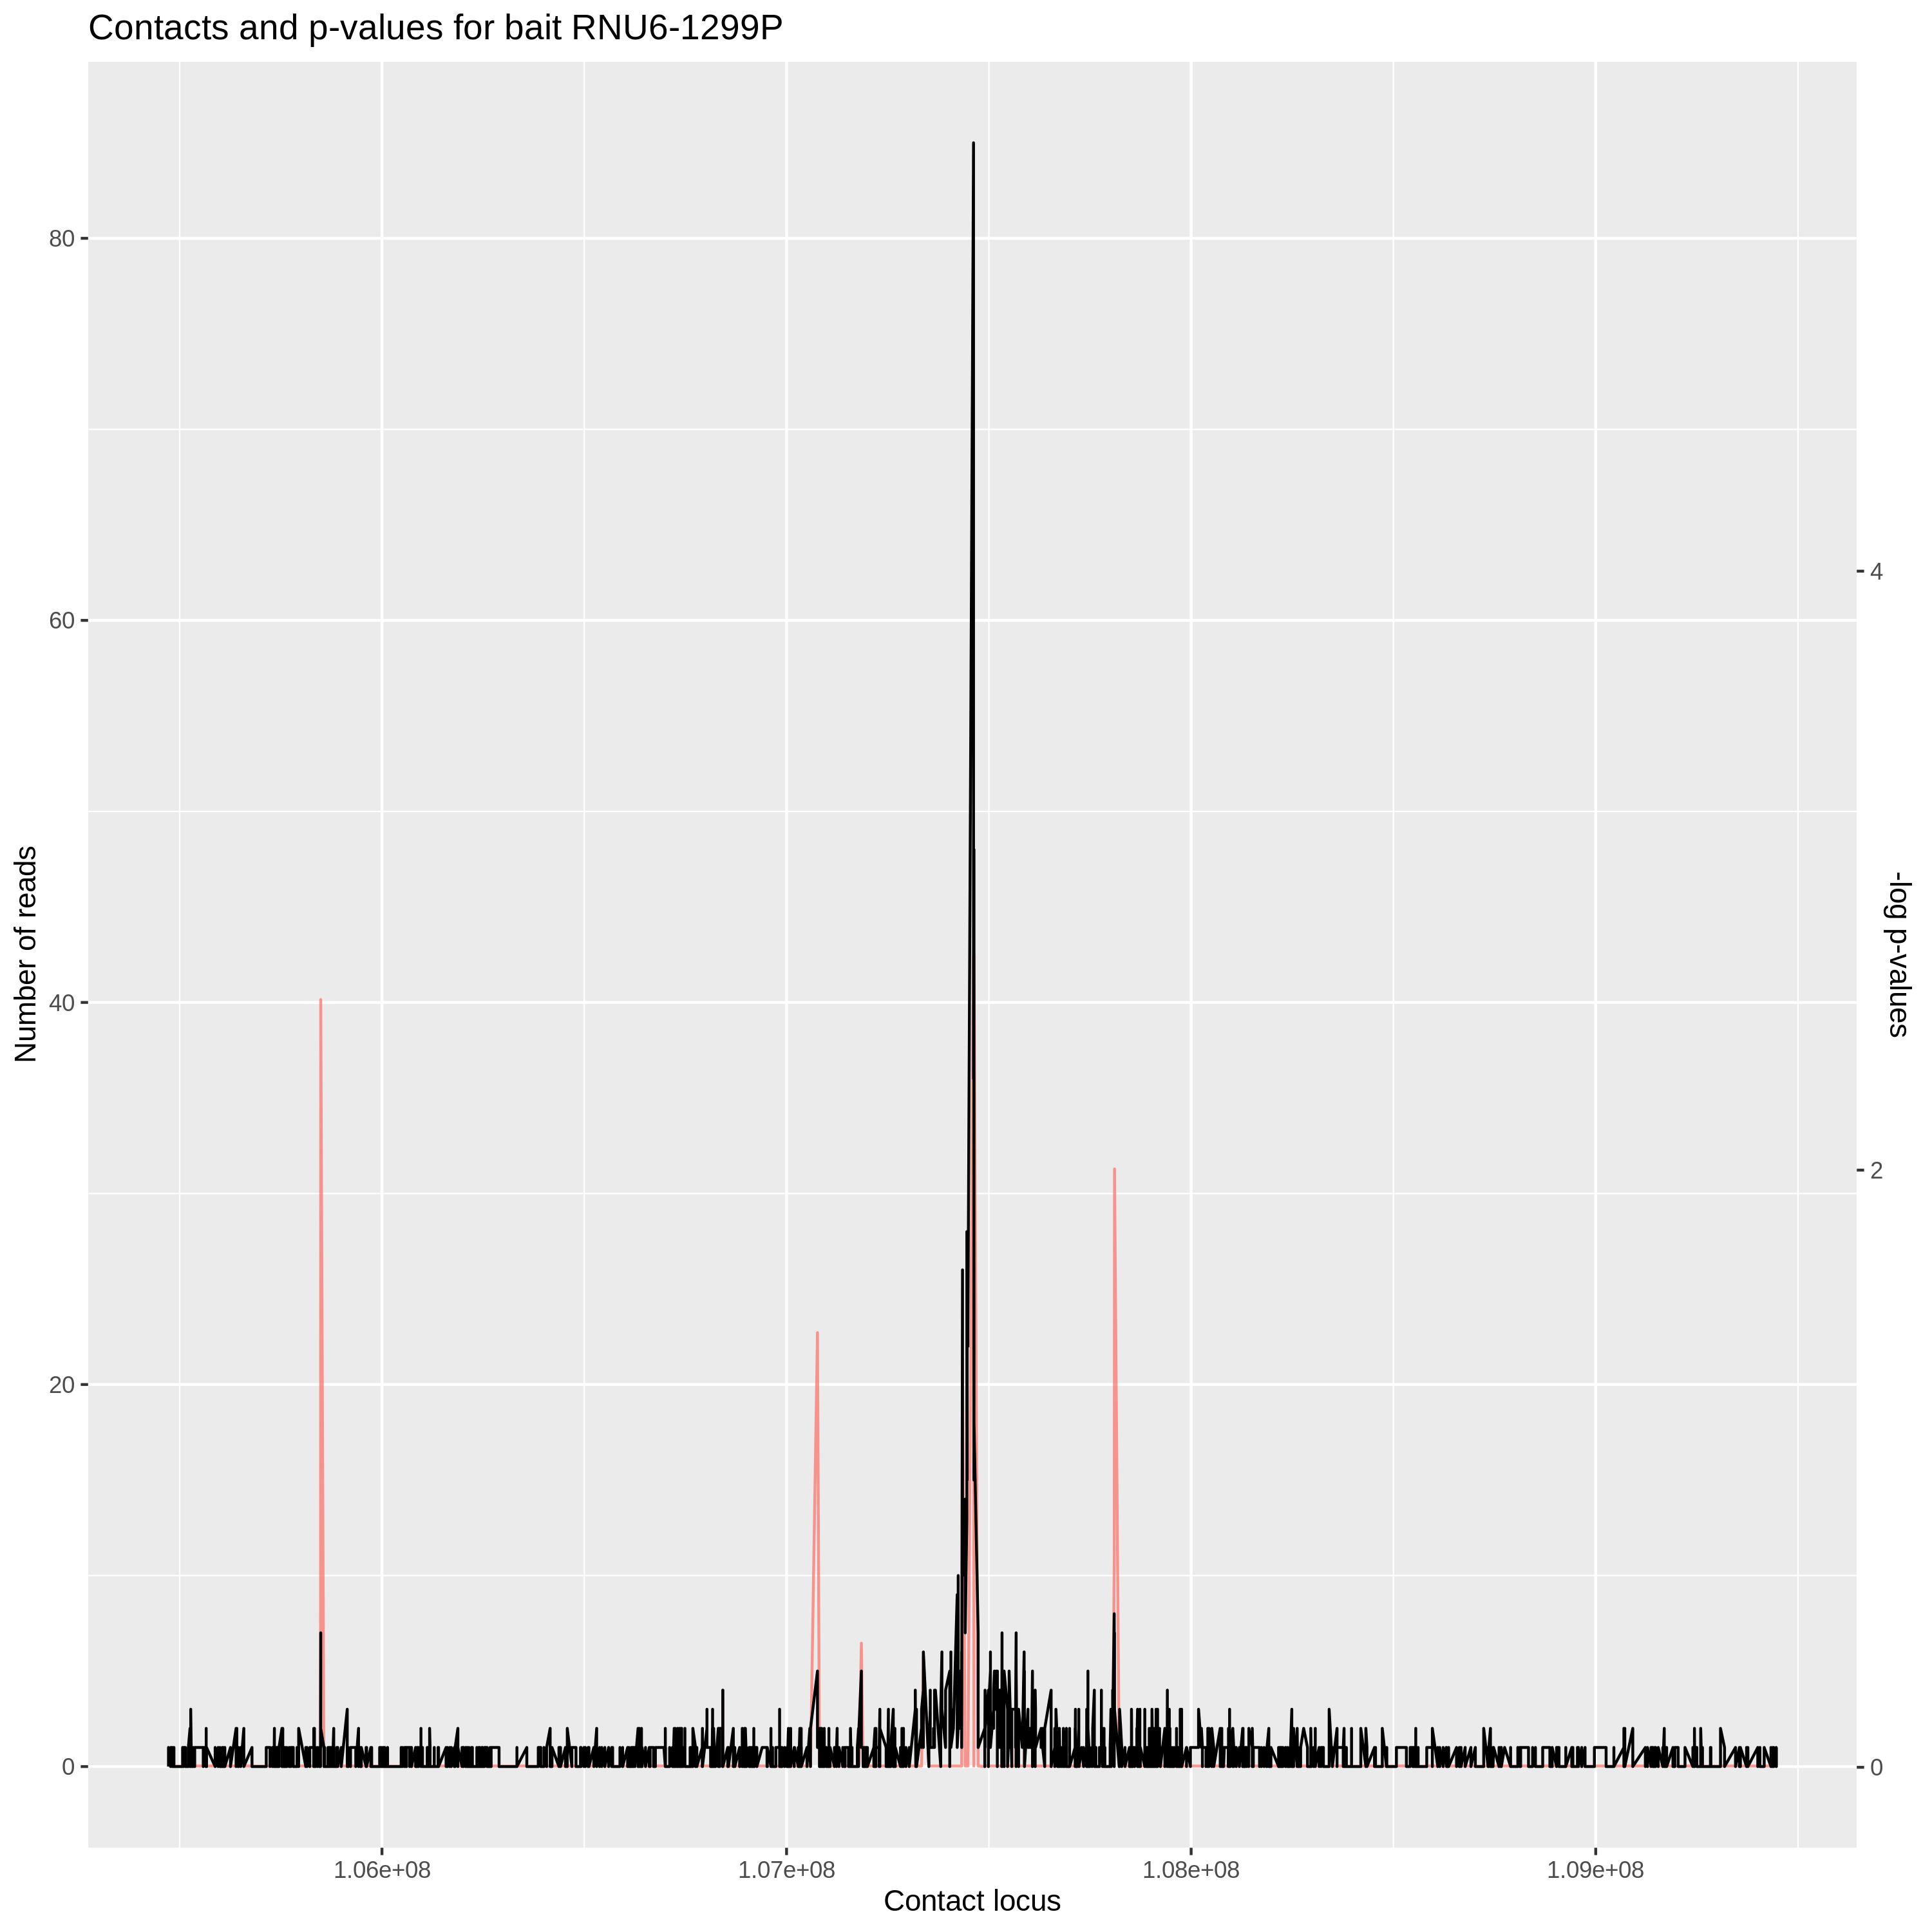 Contacts and p-values for bait RNU6-1299P
80
60
40
20
0
4
2
0
Number of reads
-log p-values
1.06e+08
1.07e+08
1.08e+08
1.09e+08
Contact locus